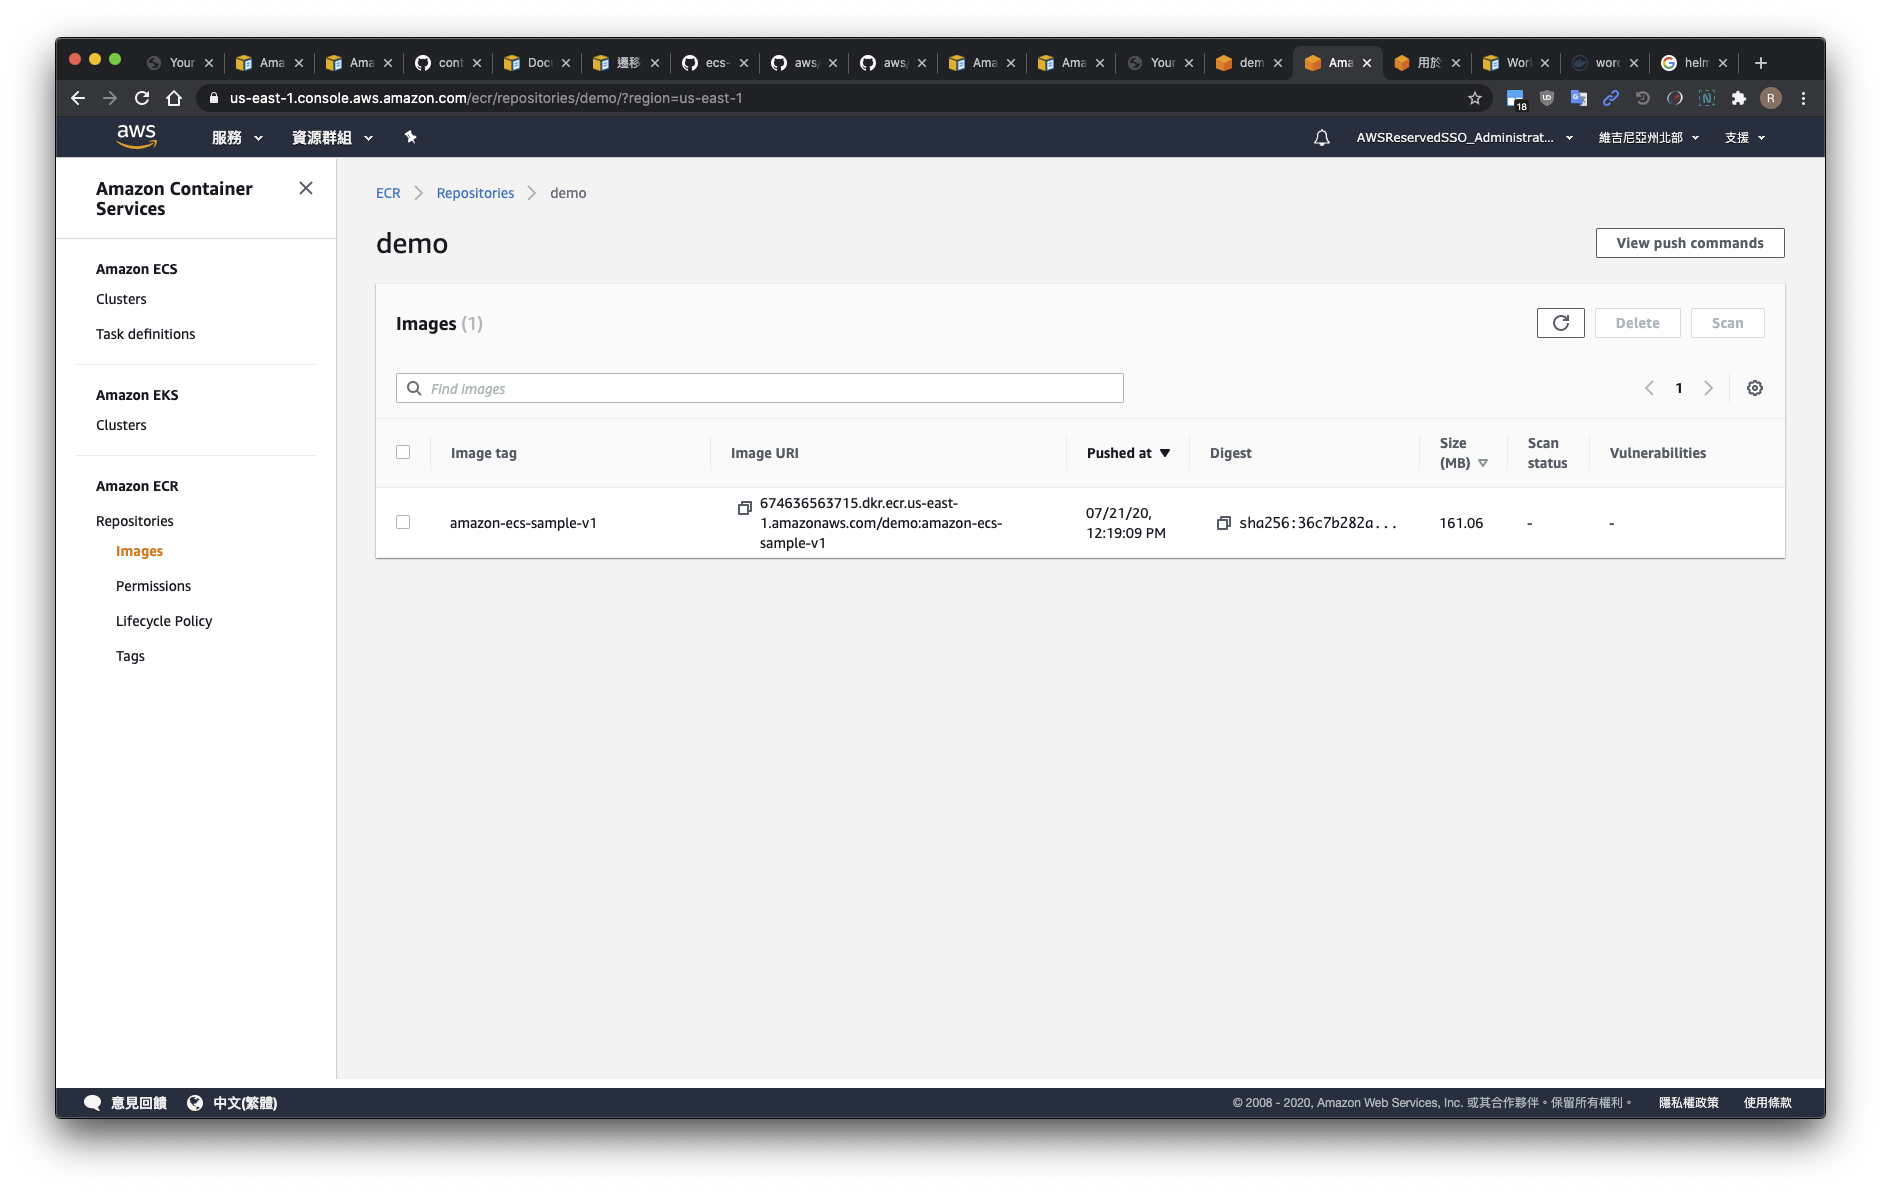 Your
Ama
Ama
cont
Docu
遷移
ecs-
aws/
aws/
Ama
Ama
Your
dem
Ama
用於
Worl
word
helm
us-east-1.console.aws.amazon.com/ecr/repositories/demo/?region=us-east-1
18
R
aws
服務
資源群組
AWSReservedSSO_Administrat...
維吉尼亞州北部
支援
Amazon Container
Services
Amazon ECS
Clusters
Task definitions
Amazon EKS
Clusters
Amazon ECR
Repositories
Images
Permissions
Lifecycle Policy
Tags
ECR
Repositories
demo
demo
View push commands
Images (1)
Delete
Scan
Find images
1
Image tag
Image URI
Pushed at
Digest
Size
(MB)
Scan
status
Vulnerabilities
amazon-ecs-sample-v1
674636563715.dkr.ecr.us-east-
1.amazonaws.com/demo:amazon-ecs-
sample-v1
07/21/20,
12:19:09 PM
sha256:36c7b282a...
161.06
-
-
意見回饋
中文(繁體)
© 2008 - 2020, Amazon Web Services, Inc. 或其合作夥伴。保留所有權利。
隱私權政策
使用條款